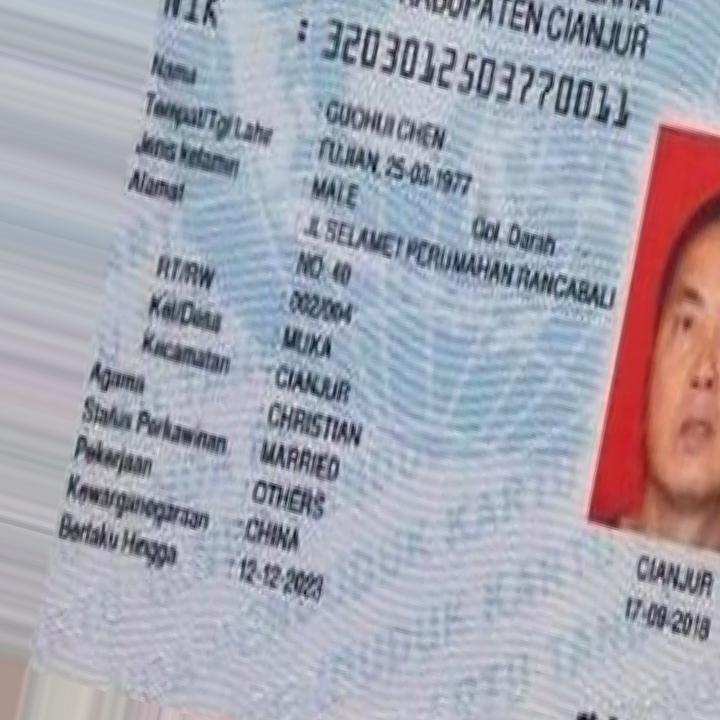 KABUPATEN CIANJUR
NIK : 3203012503770011
Nama : GUOHUI CHEN
Tempat/Tgl Lahir : FUJIAN, 25-03-1977
Jenis kelamin : MALE Gol. Darah
Alamat : JL SELAMET PERUMAHAN RANCABALI
NO. 40
RT/RW : 002/004
Kel/Desa : MUKA
Kecamatan : CIANJUR
Agama : CHRISTIAN
Status Perkawinan : MARRIED
Pekerjaan : OTHERS
Kewarganegaraan : CHINA
Berlaku Hingga : 12-12-2023
CIANJUR
17-09-2018